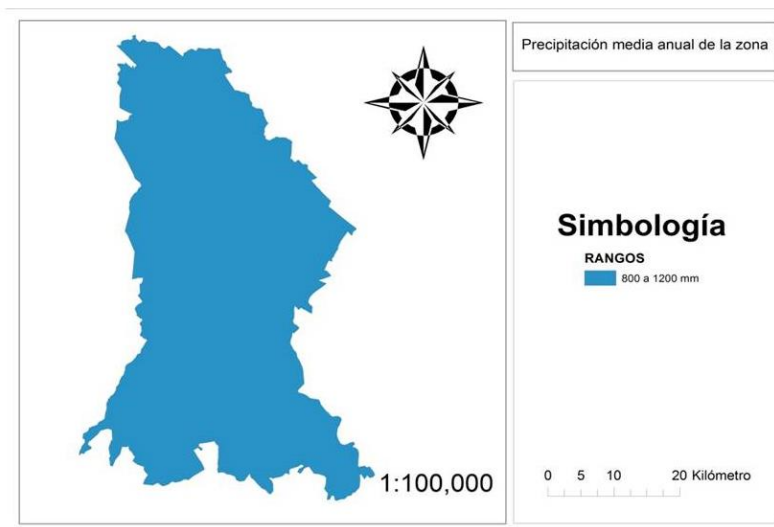 Precipitación media anual de la zona
Simbología
RANGOS
800 a 1200 mm
1:100,000
0 5 10 20 Kilómetro